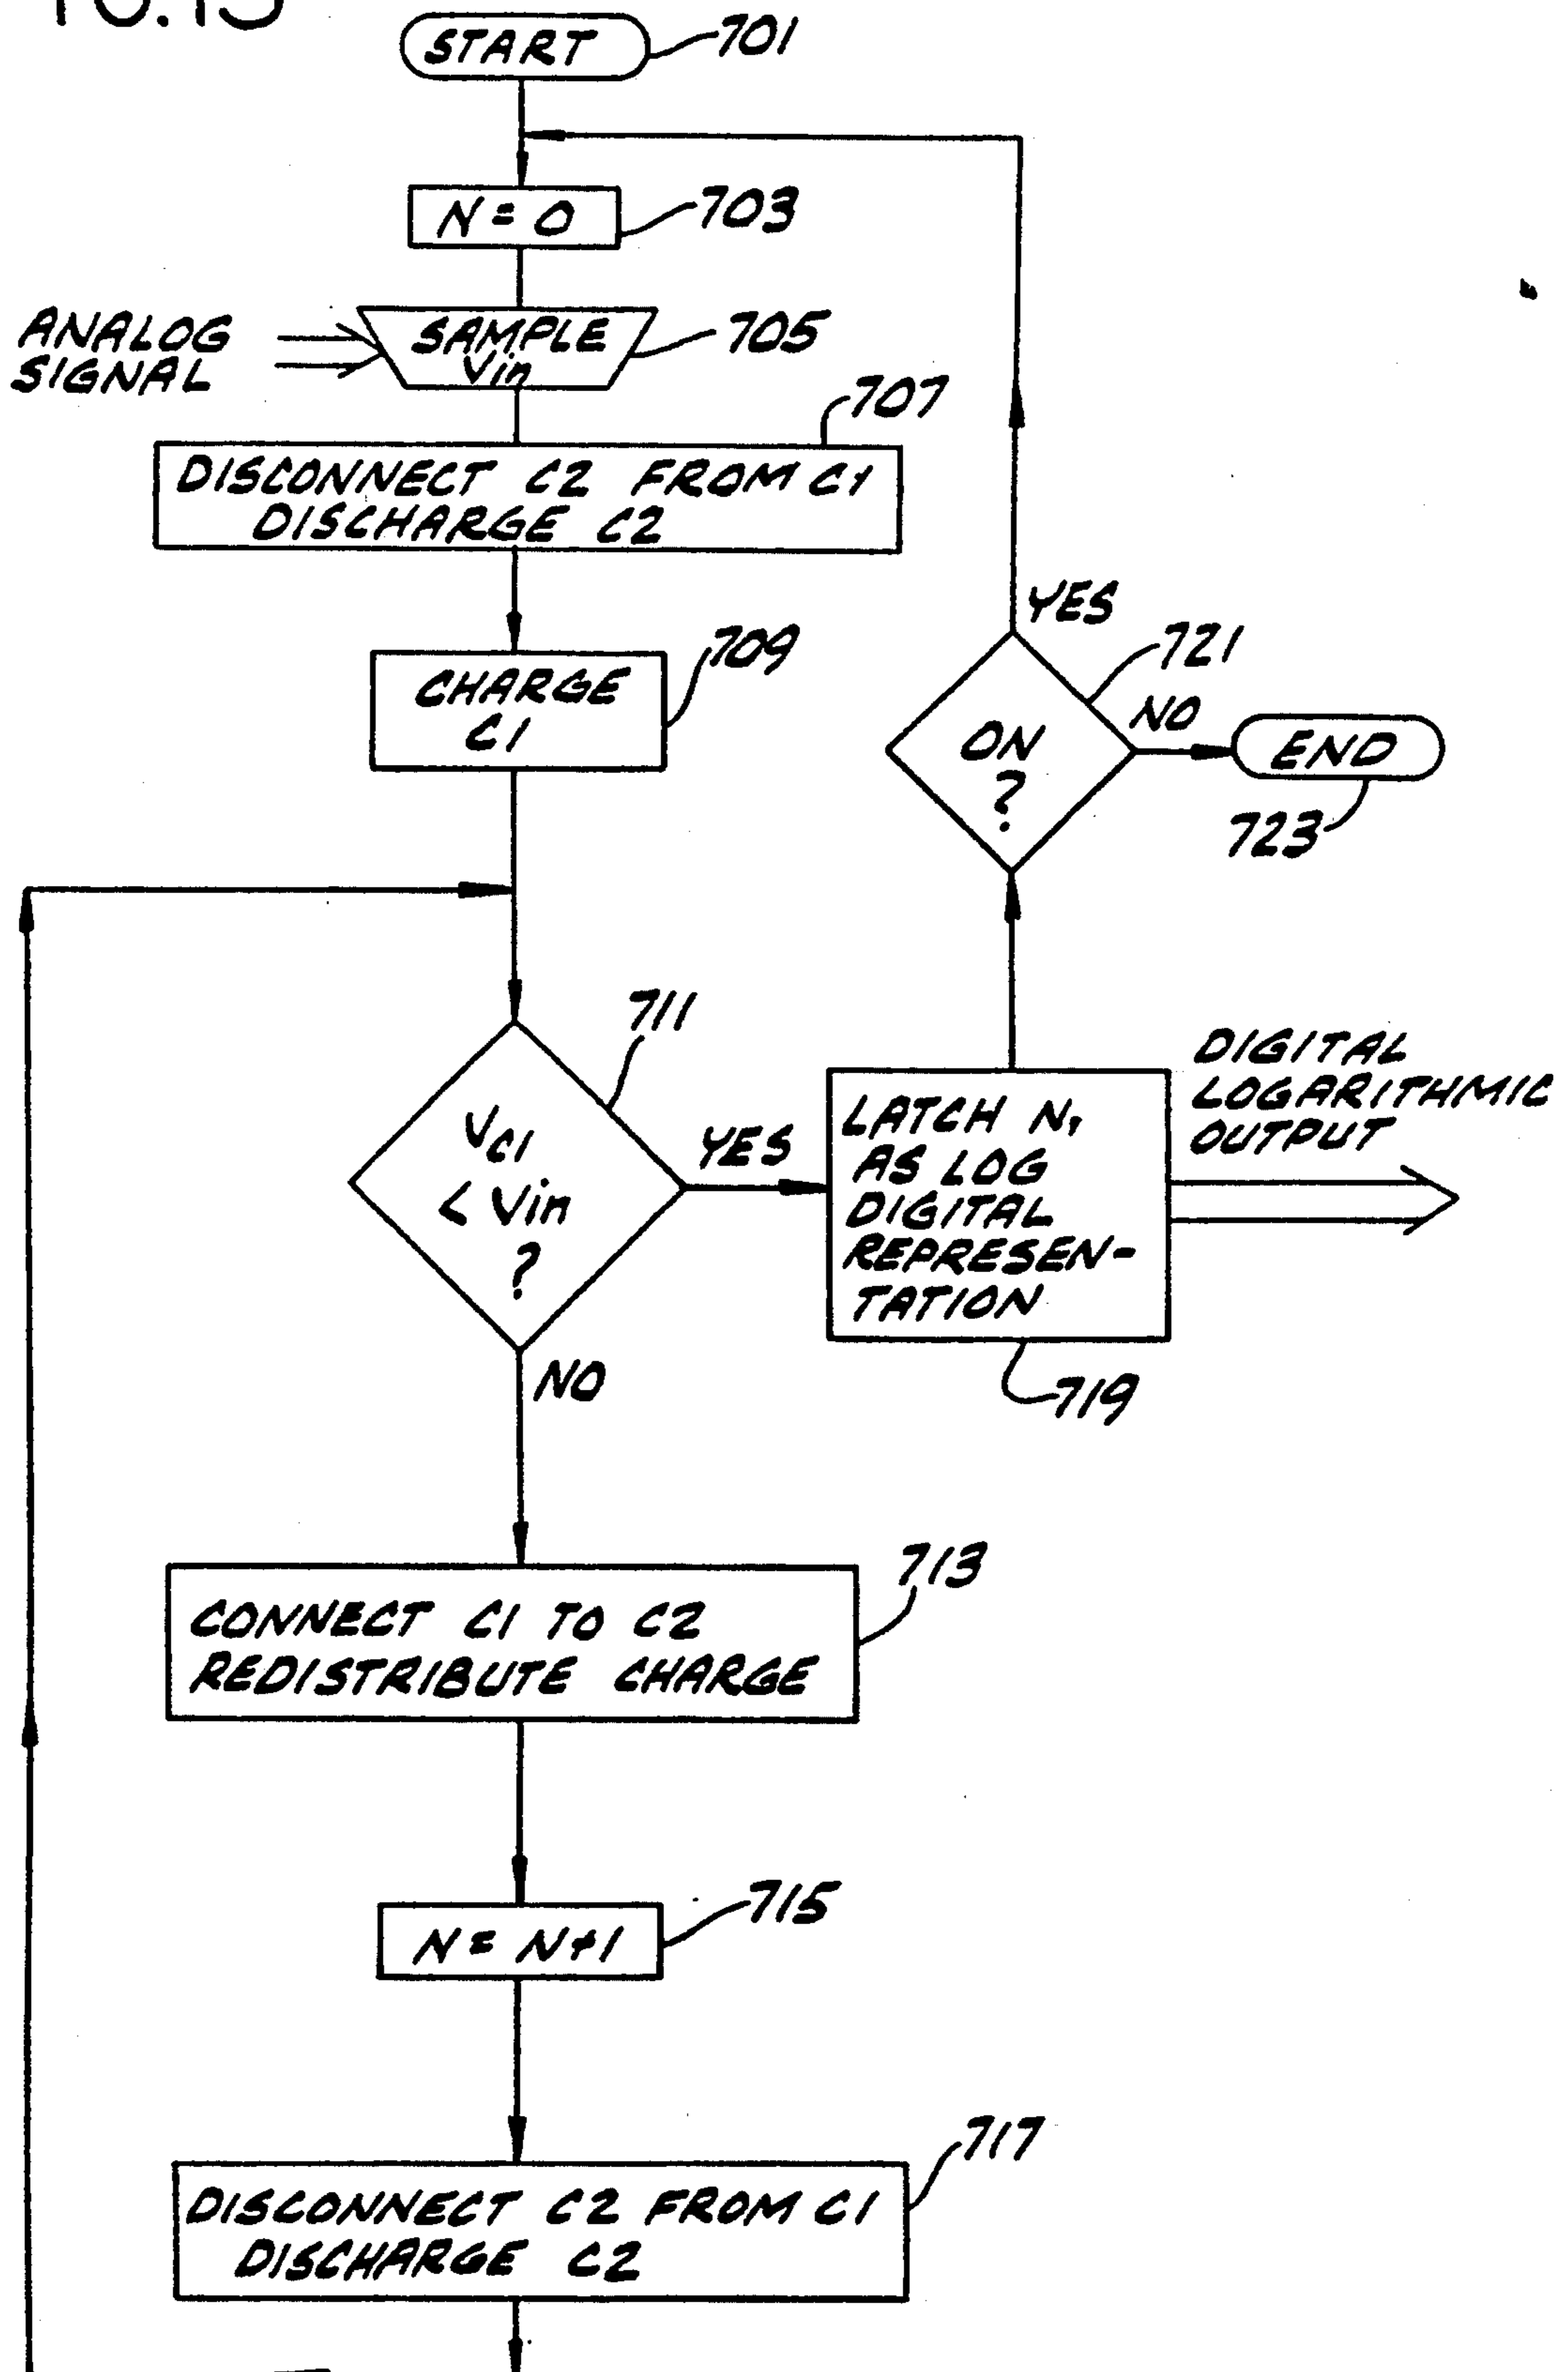 START
701
N = 0
703
ANALOG
SIGNAL
SAMPLE
Vin
705
707
DISCONNECT C2 FROM C1
DISCHARGE C2
CHARGE
C1
709
YES
721
ON
?
NO
END
723
711
VC1
< Vin
?
YES
LATCH N,
AS LOG
DIGITAL
REPRESEN-
TATION
DIGITAL
LOGARITHMIC
OUTPUT
719
NO
713
CONNECT C1 TO C2
REDISTRIBUTE CHARGE
715
N = N+1
717
DISCONNECT C2 FROM C1
DISCHARGE C2